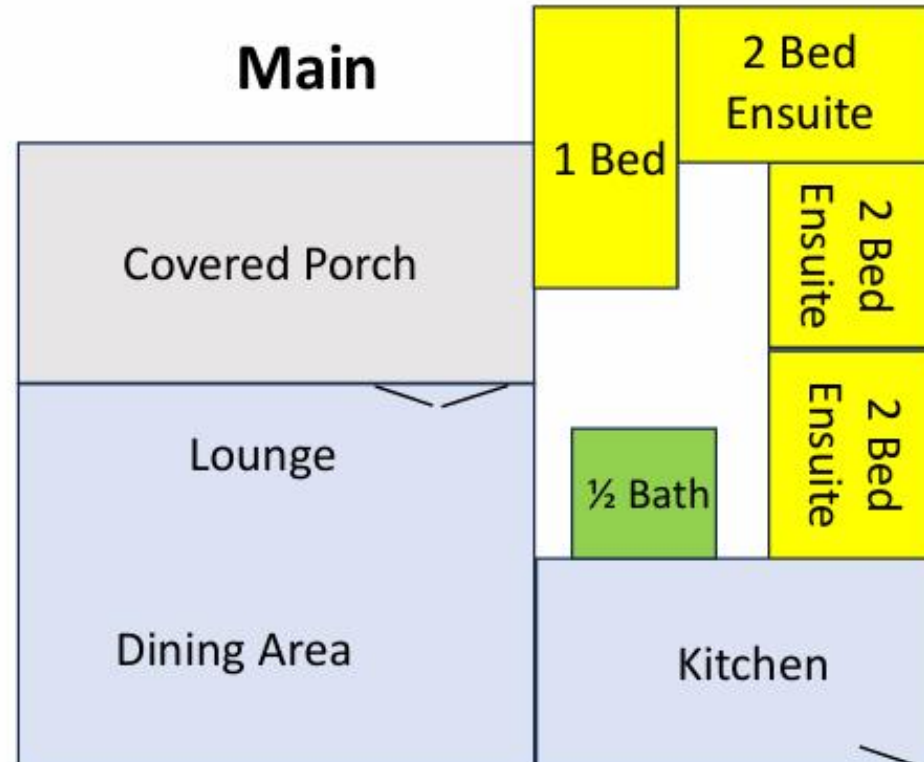 Main
2 Bed
Ensuite
1 Bed
Covered Porch
2 Bed
Ensuite
Lounge
2 Bed
Ensuite
½ Bath
Dining Area
Kitchen